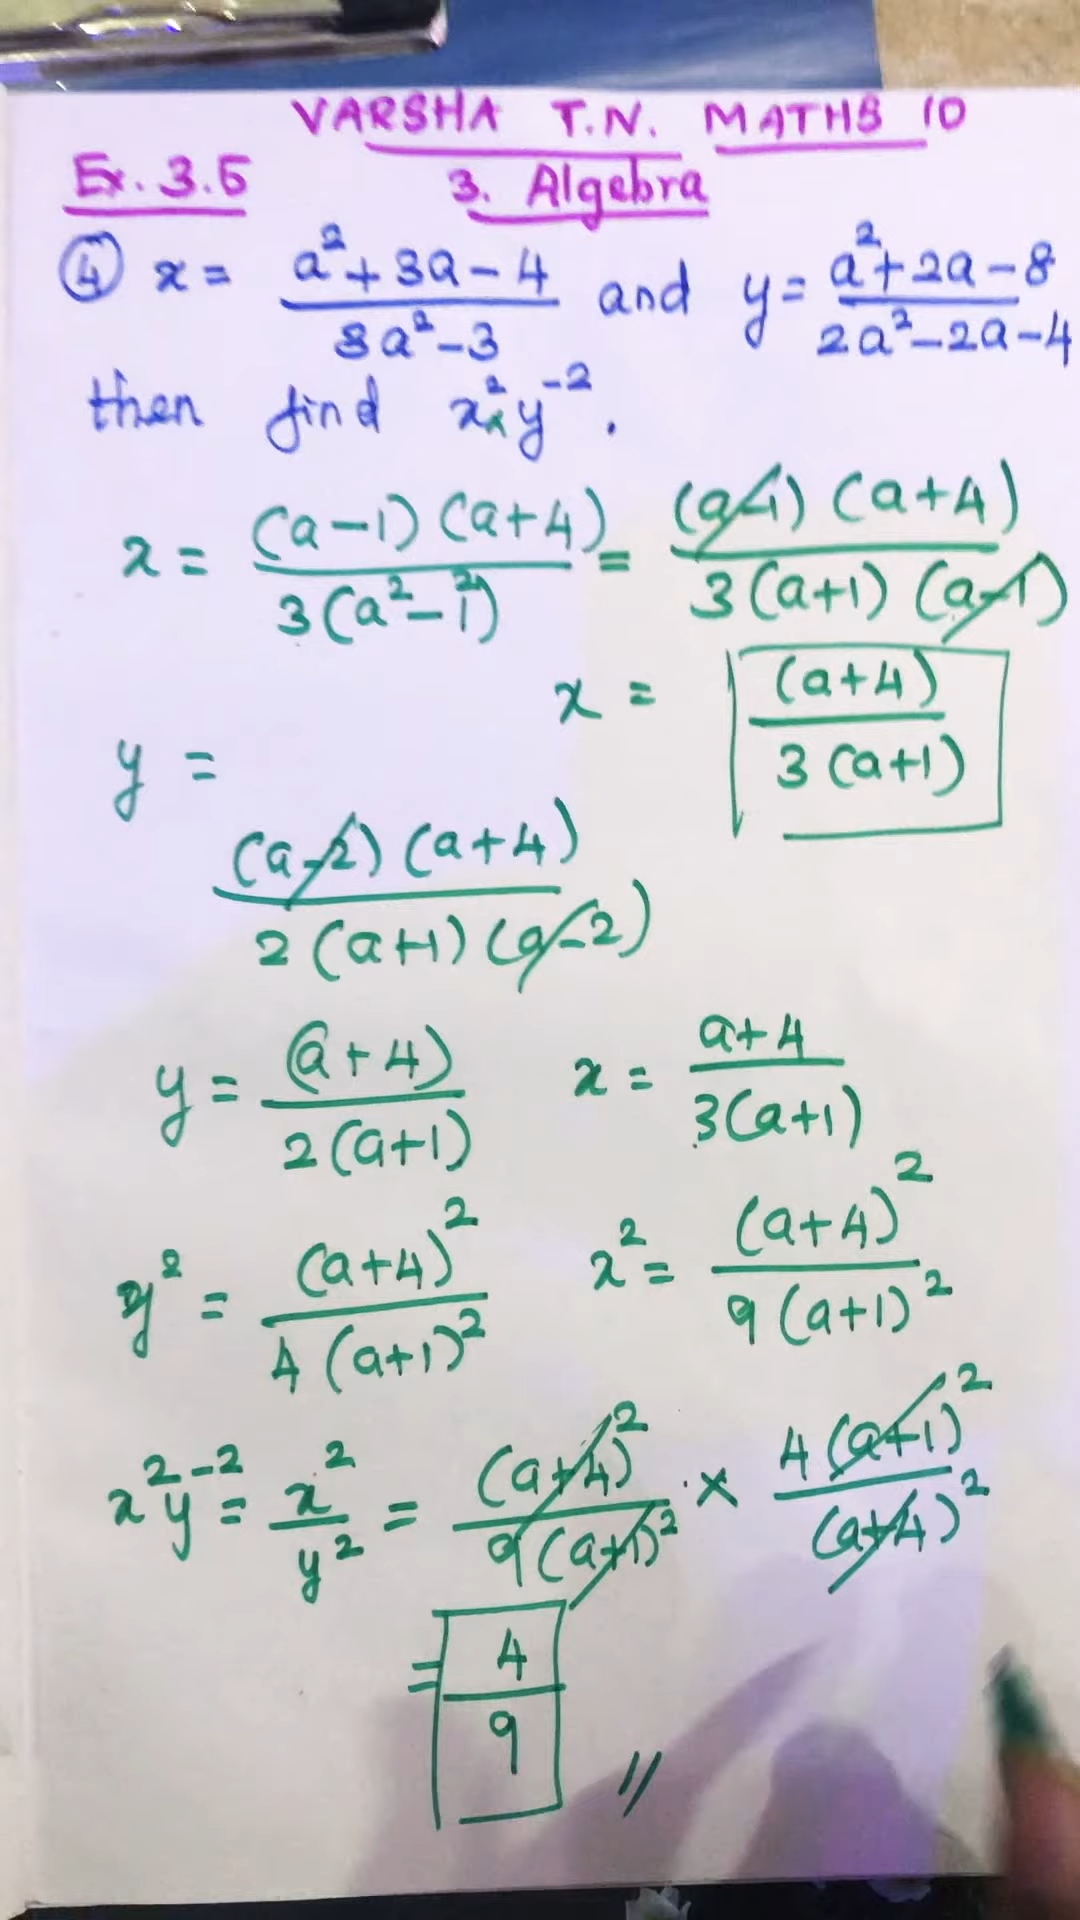 VARSHA T.N. MATHS 10
Ex. 3.5 3. Algebra
④ x = (a²+3a-4)/(3a²-3) and y = (a²+2a-8)/(2a²-2a-4)
then find x²×y⁻².
x = (a-1)(a+4)/3(a²-1²) = (a-1)(a+4)/3(a+1)(a-1)
x = (a+4)/3(a+1)
y =
(a-2)(a+4)/2(a+1)(a-2)
y = (a+4)/2(a+1) x = a+4/3(a+1)
y² = (a+4)²/4(a+1)² x² = (a+4)²/9(a+1)²
x²y⁻² = x²/y² = (a+4)²/9(a+1)² × 4(a+1)²/(a+4)²
= 4/9 //